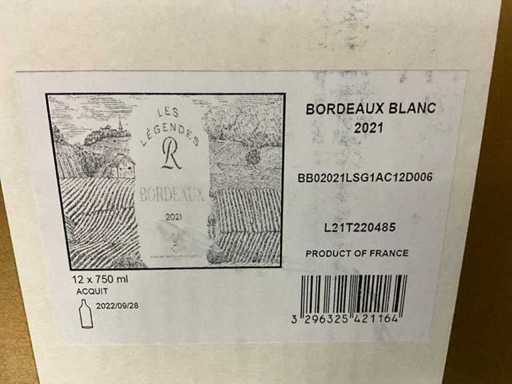 LES
LÉGENDES
R
BORDEAUX
2021
12 x 750 ml
ACQUIT
2022/09/28
BORDEAUX BLANC
2021
BB02021LSG1AC12D006
L21T220485
PRODUCT OF FRANCE
3 296325 421164